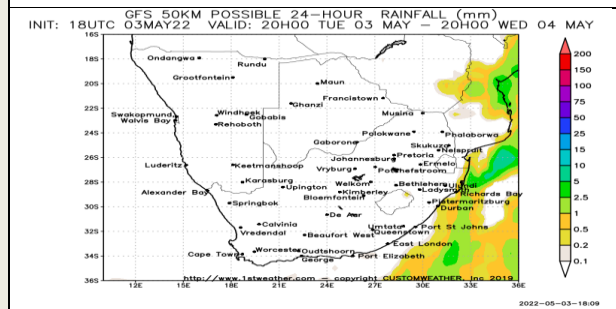 GFS 50KM POSSIBLE 24-HOUR RAINFALL (mm)
INIT: 18UTC 03MAY22 VALID: 20H00 TUE 03 MAY - 20H00 WED 04 MAY
16S
Ondangwa
Rundu
200
18S
Grootfontein
150
20S
Maun
100
Francistown
75
22S
Ghanzi
Musina
50
Swakopmund
Windhoek
Gobabis
Walvis Bay
Rehoboth
25
24S
Polokwane
Phalaborwa
15
Gaborone
Skukuza
Nelspruit
10
26S
Johannesburg
Pretoria
Luderitz
Keetmanshoop
Vryburg
Ermelo
5
Potchefstroom
Karasburg
Welkom
Bethlehem
Ulundi
2.5
28S
Alexander Bay
Upington
Kimberley
Ladysmith
Richards Bay
Springbok
Bloemfontein
Pietermaritzburg
1
30S
De Aar
Durban
0.5
Calvinia
Umtata
Port St Johns
32S
Vredendal
Beaufort West
Queenstown
0.2
East London
0.1
34S
Cape Town
Worcester
Oudtshoorn
George
Port Elizabeth
36S
http://www.1stweather.com - copyright CUSTOMWEATHER, Inc 2019
12E 15E 18E 21E 24E 27E 30E 33E 36E
2022-05-03-18:09